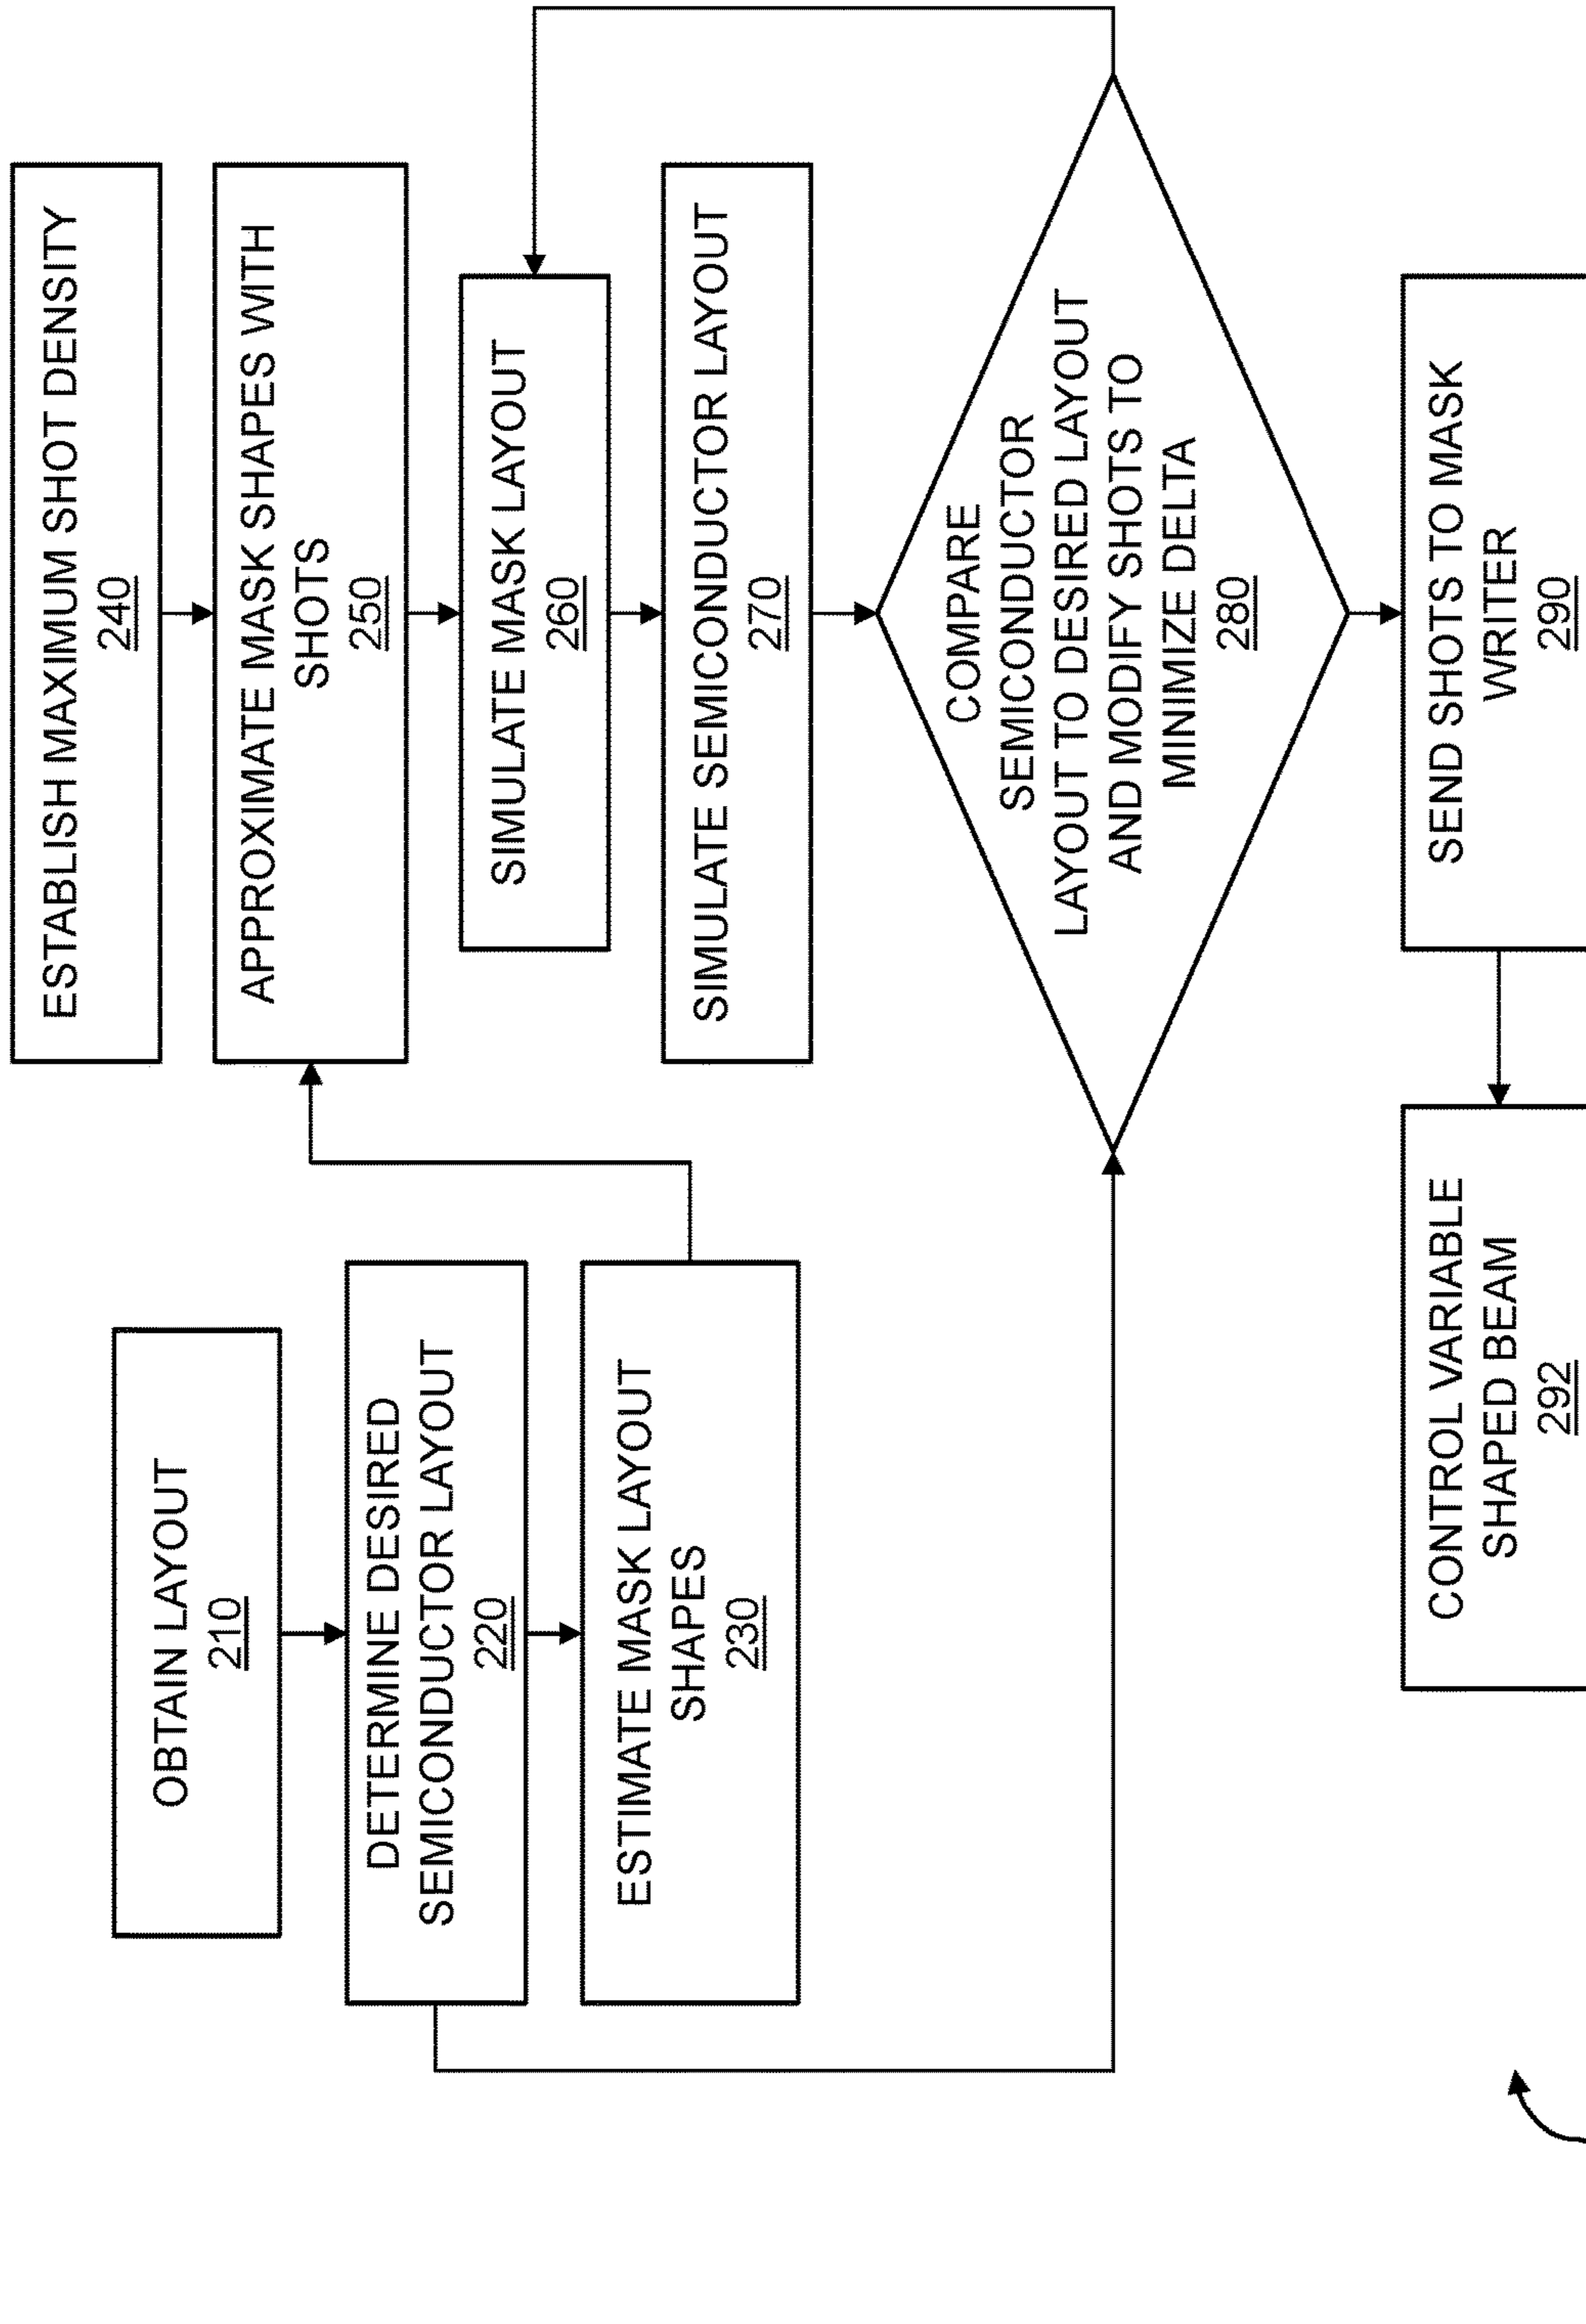 OBTAIN LAYOUT
210
DETERMINE DESIRED
SEMICONDUCTOR LAYOUT
220
ESTIMATE MASK LAYOUT
SHAPES
230
ESTABLISH MAXIMUM SHOT DENSITY
240
APPROXIMATE MASK SHAPES WITH
SHOTS
250
SIMULATE MASK LAYOUT
260
SIMULATE SEMICONDUCTOR LAYOUT
270
COMPARE
SEMICONDUCTOR
LAYOUT TO DESIRED LAYOUT
AND MODIFY SHOTS TO
MINIMIZE DELTA
280
SEND SHOTS TO MASK
WRITER
290
CONTROL VARIABLE
SHAPED BEAM
292